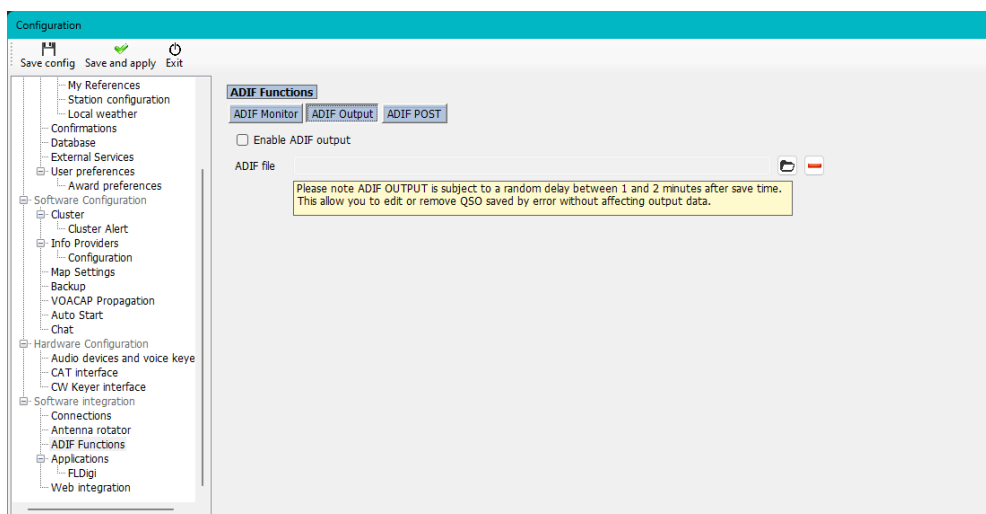 Configuration
Save config Save and apply Exit
My References
Station configuration
Local weather
Confirmations
Database
External Services
User preferences
Award preferences
Software Configuration
Cluster
Cluster Alert
Info Providers
Configuration
Map Settings
Backup
VOACAP Propagation
Auto Start
Chat
Hardware Configuration
Audio devices and voice keye
CAT interface
CW Keyer interface
Software integration
Connections
Antenna rotator
ADIF Functions
Applications
FLDigi
Web integration
ADIF Functions
ADIF Monitor ADIF Output ADIF POST
Enable ADIF output
ADIF file
Please note ADIF OUTPUT is subject to a random delay between 1 and 2 minutes after save time.
This allow you to edit or remove QSO saved by error without affecting output data.